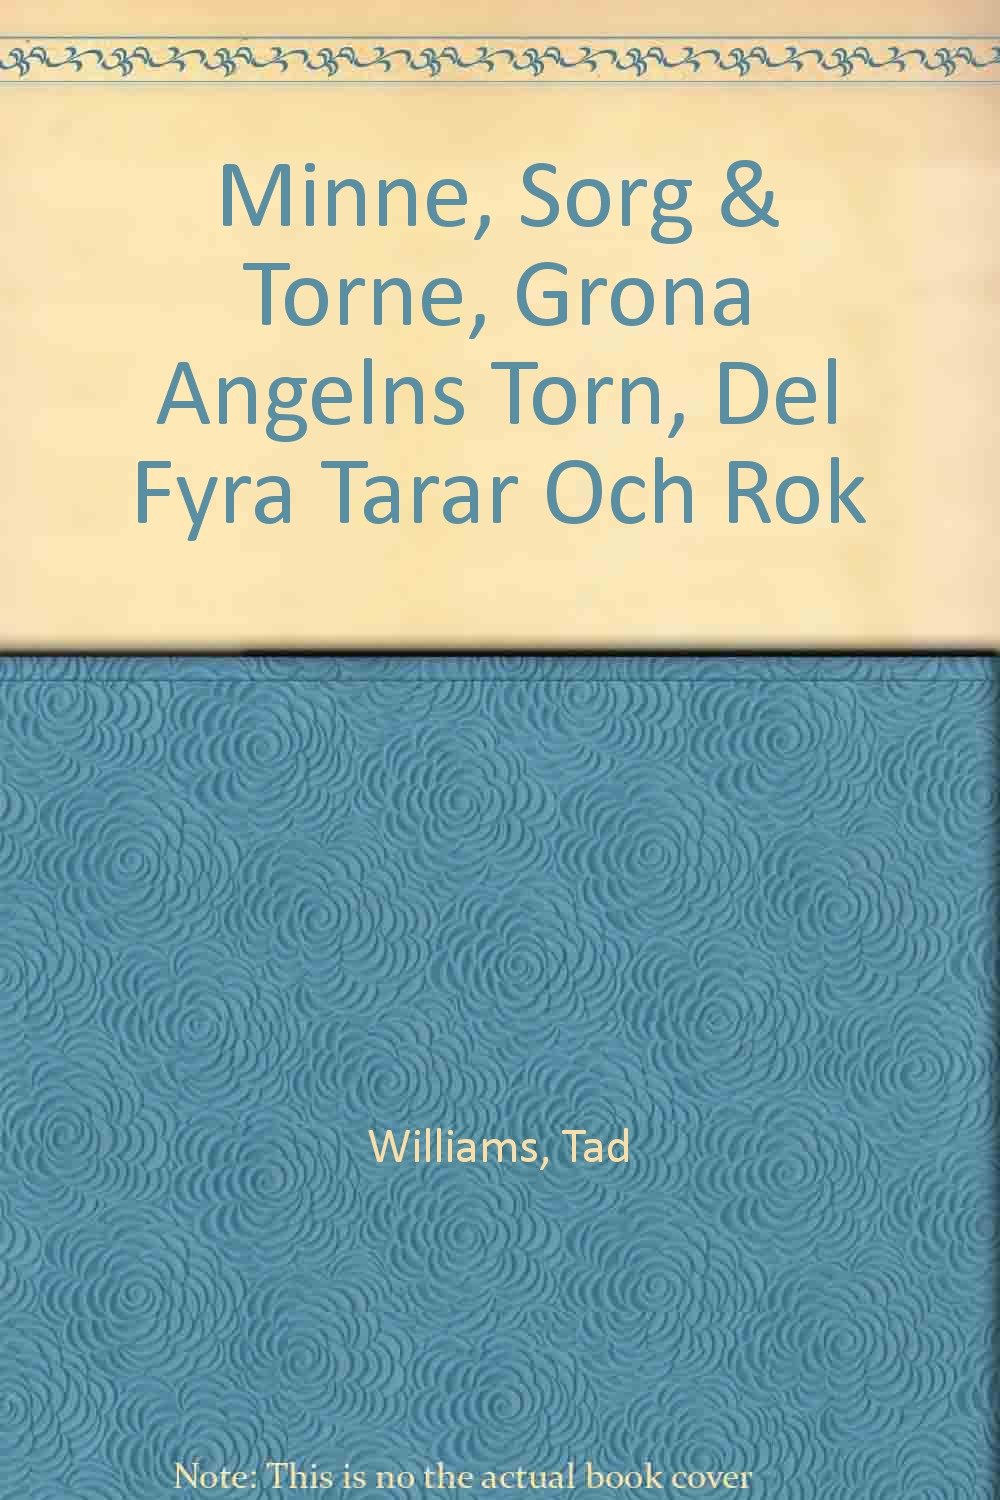 Minne, Sorg &
Torne, Grona
Angelns Torn, Del
Fyra Tarar Och Rok
Williams, Tad
Note: This is no the actual book cover